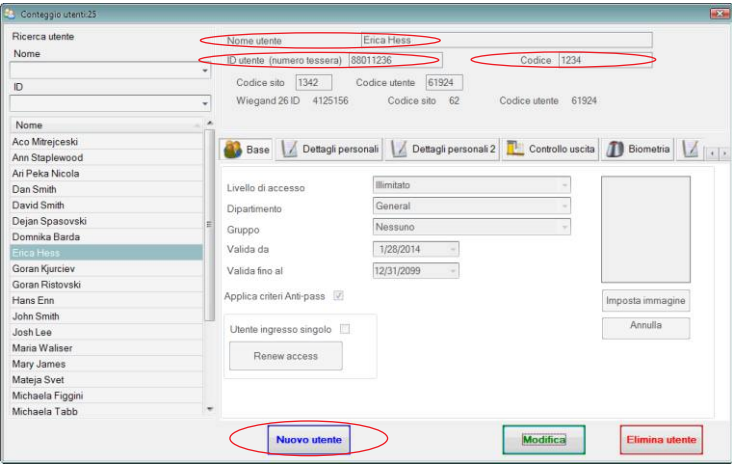 Conteggio utenti:25
Ricerca utente
Nome
ID
Nome
Aco Mitrejceski
Ann Staplewood
Ari Peka Nicola
Dan Smith
David Smith
Dejan Spasovski
Domnika Barda
Erica Hess
Goran Kjurciev
Goran Ristovski
Hans Enn
John Smith
Josh Lee
Maria Waliser
Mary James
Mateja Svet
Michaela Figgini
Michaela Tabb
Nome utente Erica Hess
ID utente (numero tessera) 88011236 Codice 1234
Codice sito 1342 Codice utente 61924
Wiegand 26 ID 4125156 Codice sito 62 Codice utente 61924
Base Dettagli personali Dettagli personali 2 Controllo uscita Biometria
Livello di accesso Illimitato
Dipartimento General
Gruppo Nessuno
Valida da 1/28/2014
Valida fino al 12/31/2099
Applica criteri Anti-pass
Imposta immagine
Utente ingresso singolo
Annulla
Renew access
Nuovo utente Modifica Elimina utente